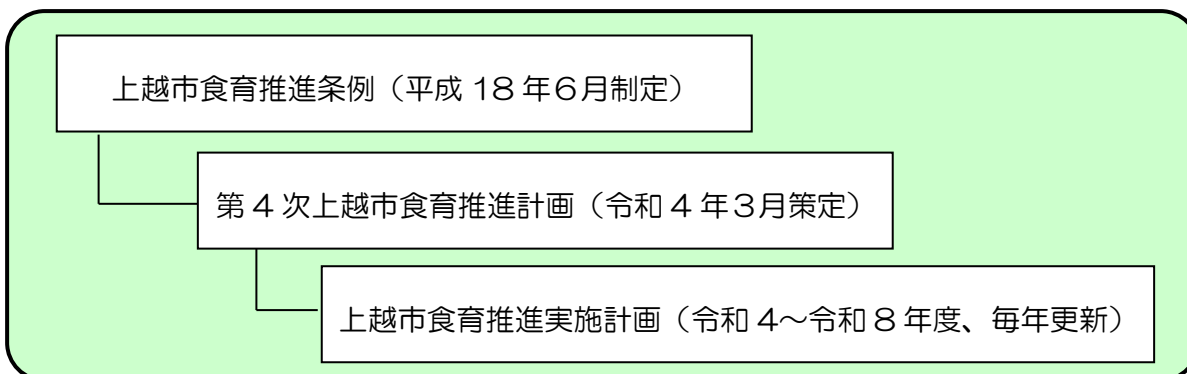 上越市食育推進条例（平成 18 年６月制定）
第４次上越市食育推進計画（令和４年３月策定）
上越市食育推進実施計画（令和 4～令和８年度、毎年更新）